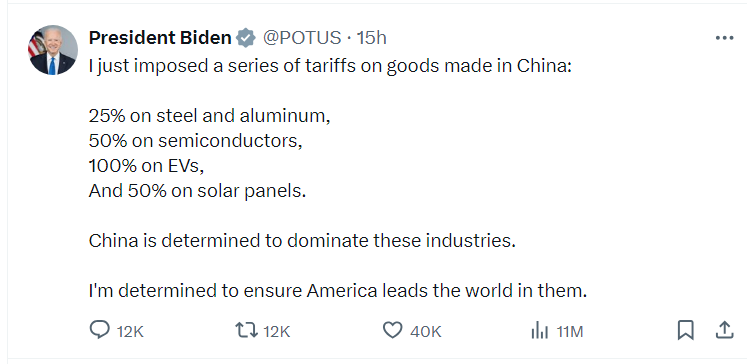 President Biden @POTUS · 15h
I just imposed a series of tariffs on goods made in China:
25% on steel and aluminum,
50% on semiconductors,
100% on EVs,
And 50% on solar panels.
China is determined to dominate these industries.
I'm determined to ensure America leads the world in them.
12K 12K 40K 11M